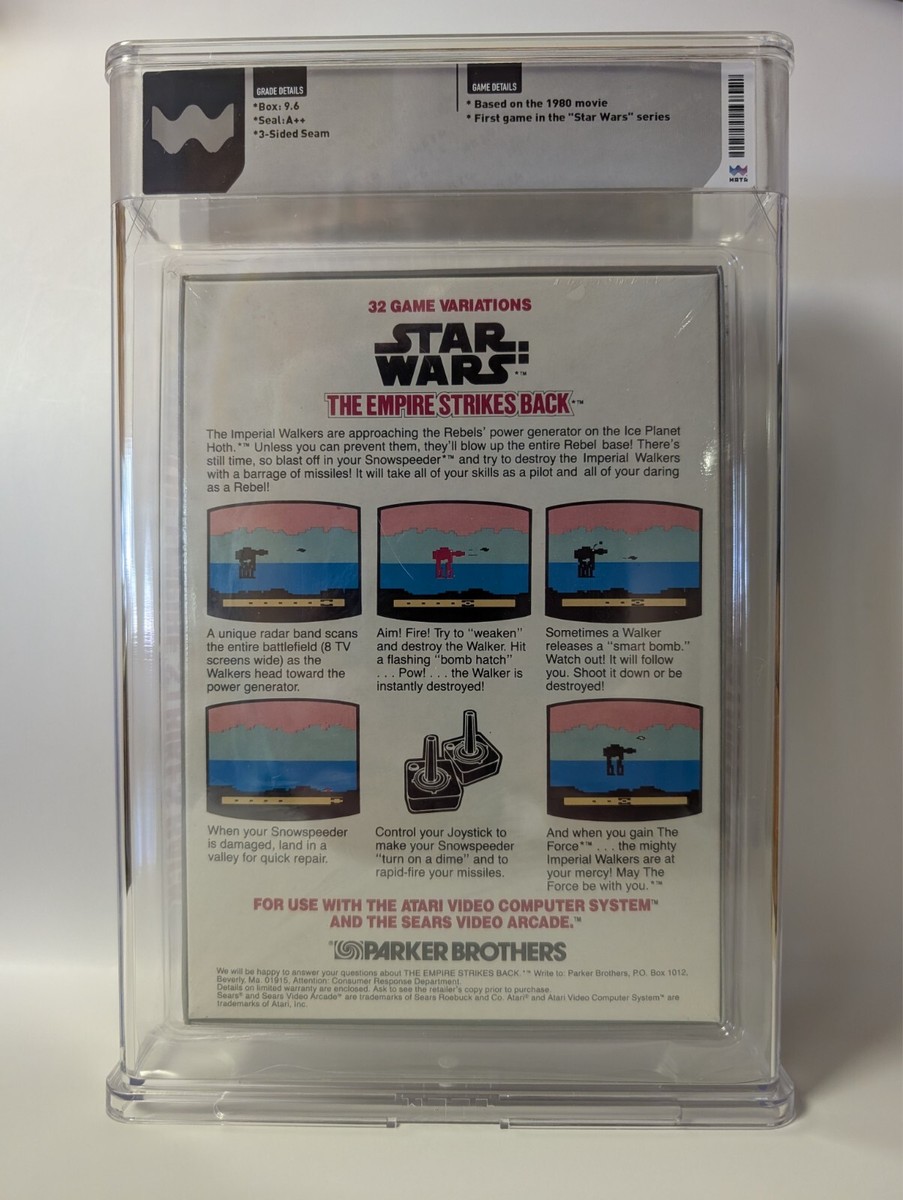 GRADE DETAILS
*Box: 9.6
*Seal: A++
*3-Sided Seam
GAME DETAILS
* Based on the 1980 movie
* First game in the "Star Wars" series
WATA
32 GAME VARIATIONS
STAR
WARS*™
THE EMPIRE STRIKES BACK*™
The Imperial Walkers are approaching the Rebels' power generator on the Ice Planet
Hoth.*™ Unless you can prevent them, they'll blow up the entire Rebel base! There's
still time, so blast off in your Snowspeeder*™ and try to destroy the Imperial Walkers
with a barrage of missiles! It will take all of your skills as a pilot and all of your daring
as a Rebel!
A unique radar band scans
the entire battlefield (8 TV
screens wide) as the
Walkers head toward the
power generator.
Aim! Fire! Try to "weaken"
and destroy the Walker. Hit
a flashing "bomb hatch"
. . . Pow! . . . the Walker is
instantly destroyed!
Sometimes a Walker
releases a "smart bomb."
Watch out! It will follow
you. Shoot it down or be
destroyed!
When your Snowspeeder
is damaged, land in a
valley for quick repair.
Control your Joystick to
make your Snowspeeder
"turn on a dime" and to
rapid-fire your missiles.
And when you gain The
Force*™ . . . the mighty
Imperial Walkers are at
your mercy! May The
Force be with you.*™
FOR USE WITH THE ATARI VIDEO COMPUTER SYSTEM™
AND THE SEARS VIDEO ARCADE.™
PARKER BROTHERS
We will be happy to answer your questions about THE EMPIRE STRIKES BACK.*™ Write to: Parker Brothers, P.O. Box 1012,
Beverly, Ma. 01915, Attention: Consumer Response Department.
Details on limited warranty are enclosed. Ask to see the retailer's copy prior to purchase.
Sears® and Sears Video Arcade™ are trademarks of Sears Roebuck and Co. Atari® and Atari Video Computer System™ are
trademarks of Atari, Inc.